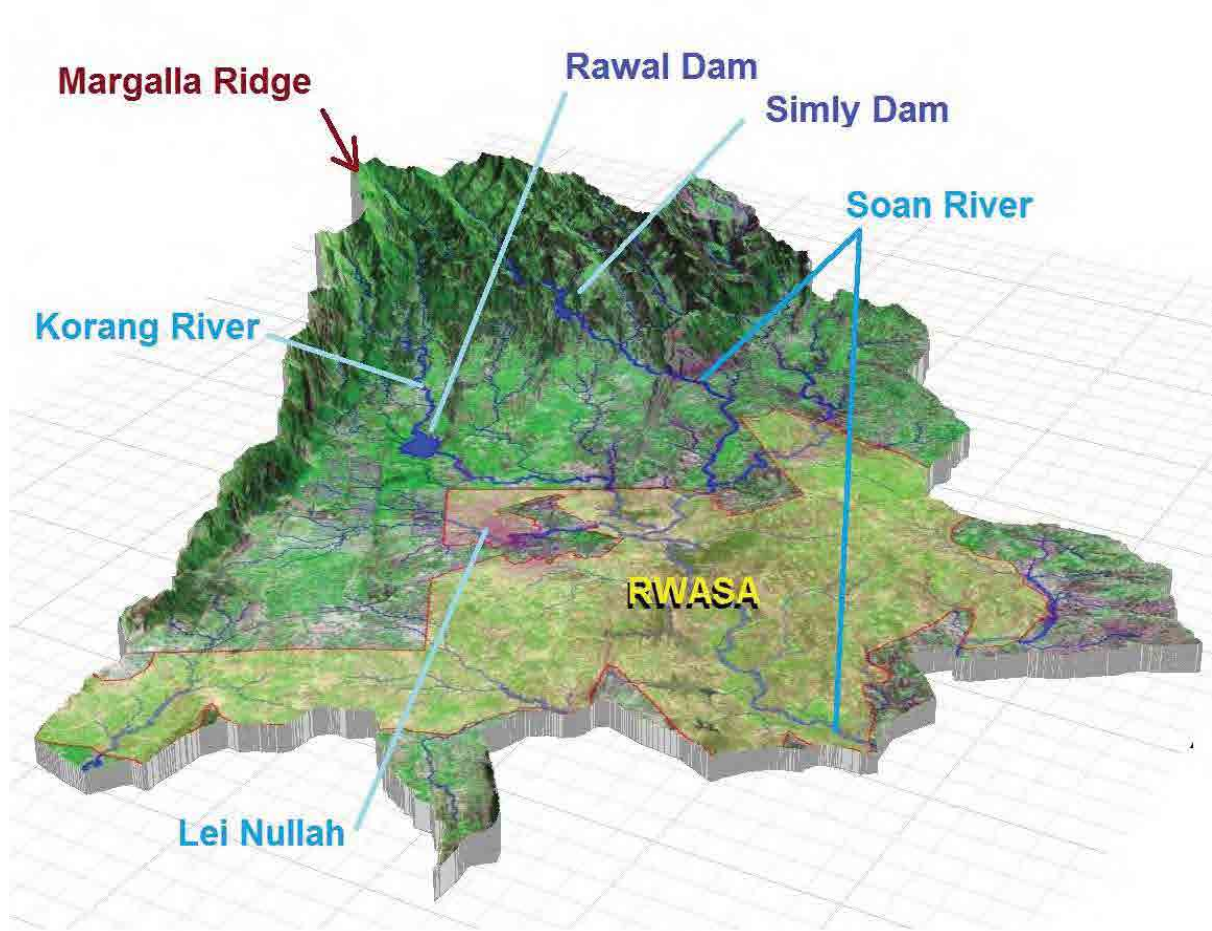 Margalla Ridge
Rawal Dam
Simly Dam
Soan River
Korang River
RWASA
Lei Nullah